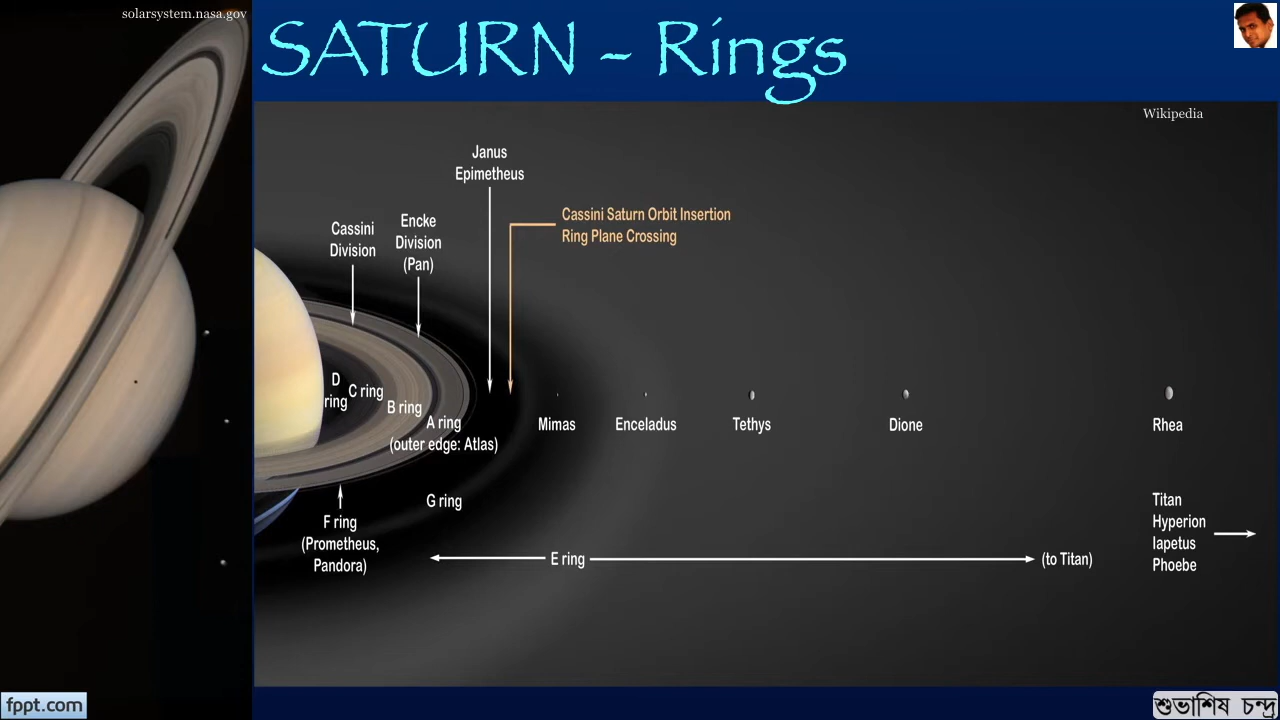 solarsystem.nasa.gov
SATURN - Rings
Wikipedia
Janus
Epimetheus
Cassini Saturn Orbit Insertion
Ring Plane Crossing
Cassini
Division
Encke
Division
(Pan)
D
ring
C ring
B ring
A ring
(outer edge: Atlas)
Mimas
Enceladus
Tethys
Dione
Rhea
G ring
F ring
(Prometheus,
Pandora)
E ring
(to Titan)
Titan
Hyperion
Iapetus
Phoebe
fppt.com
শুভাশিষ চন্দ্র